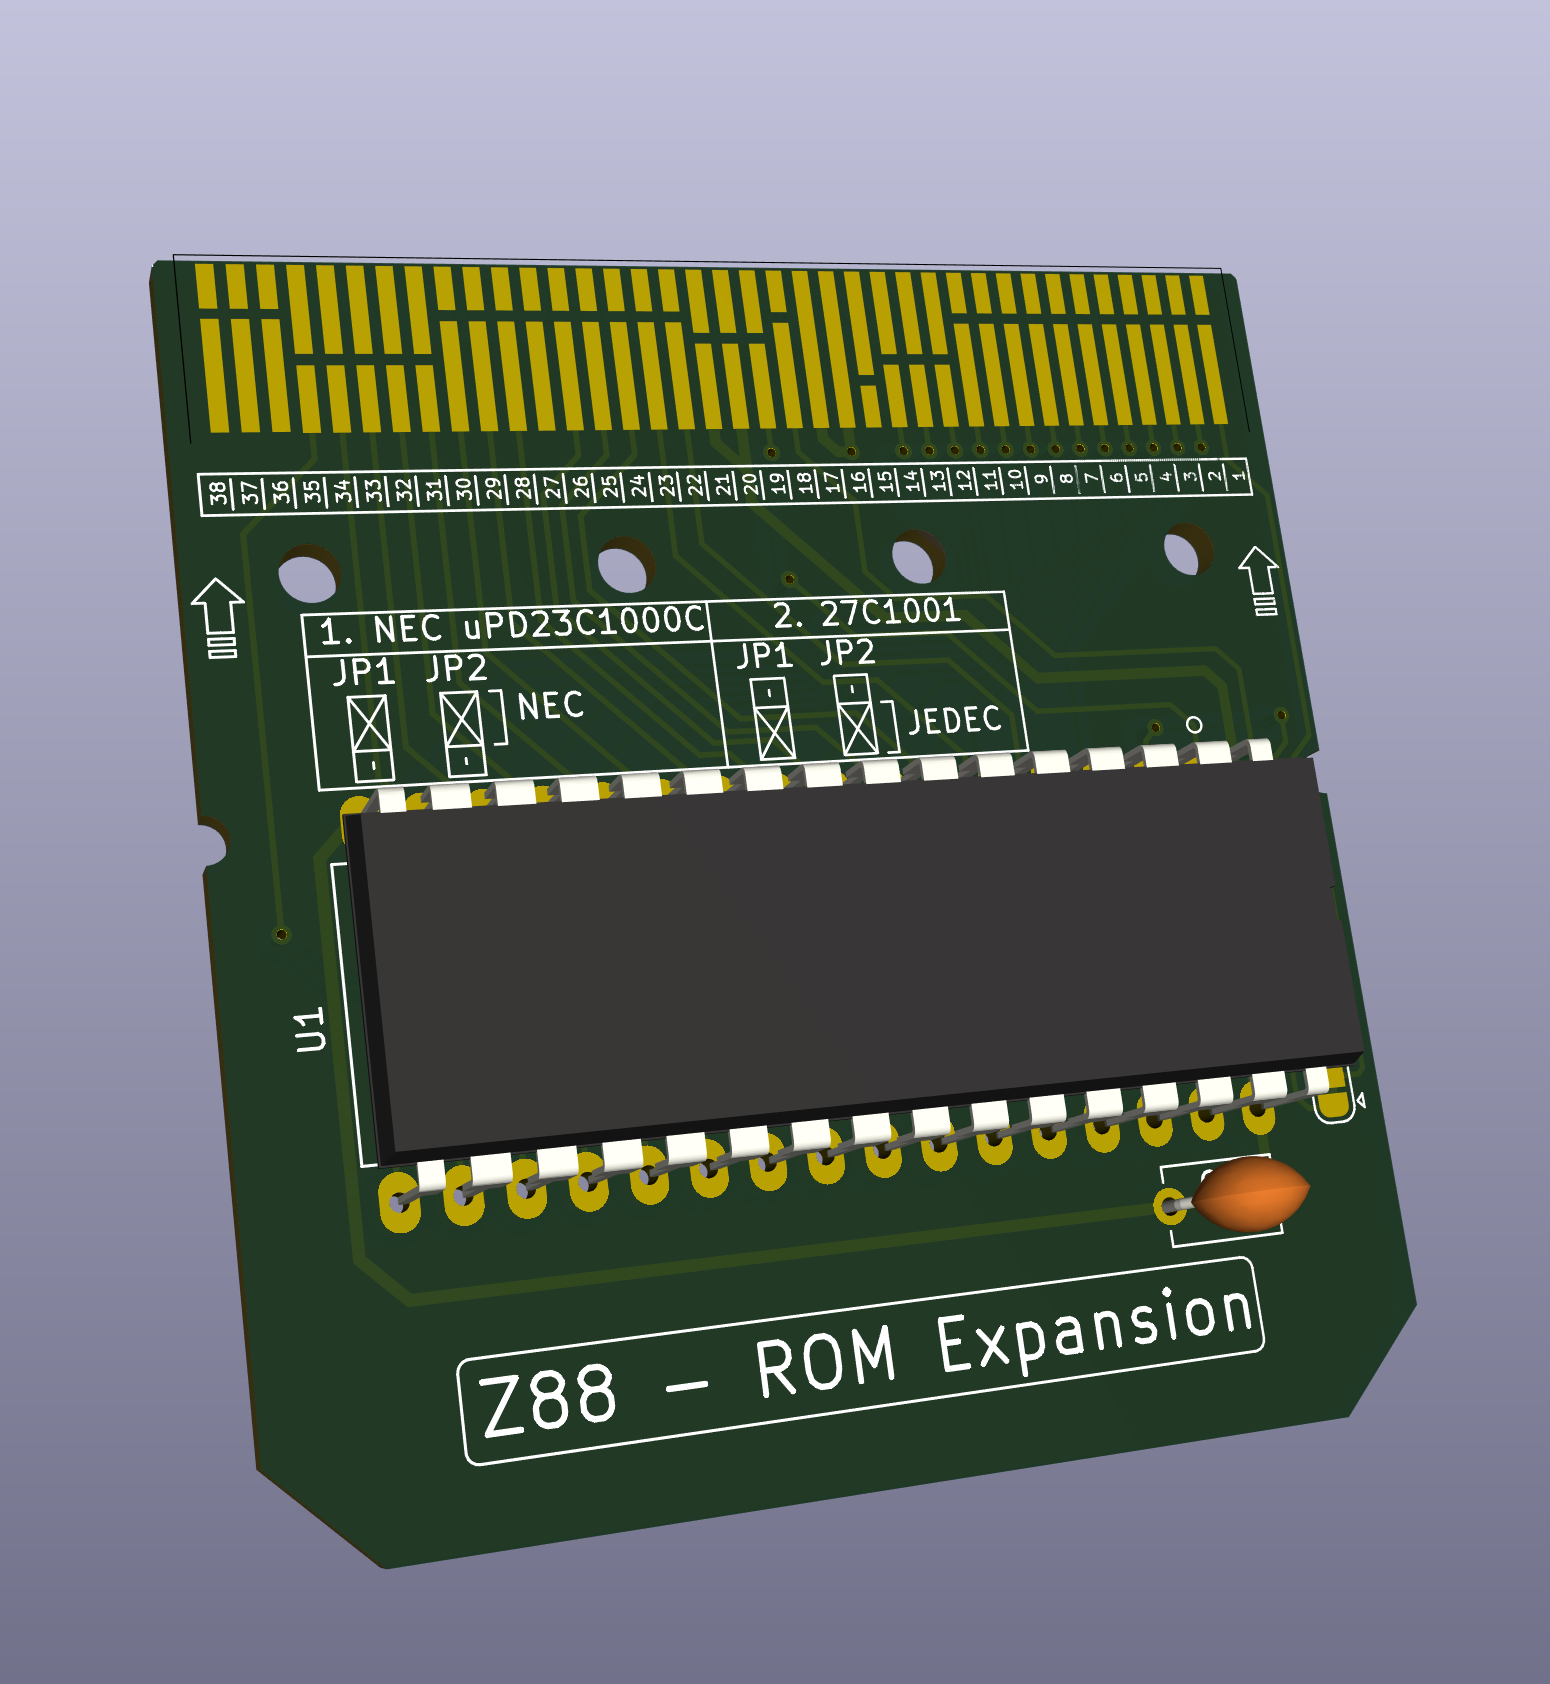 38 37 36 35 34 33 32 31 30 29 28 27 26 25 24 23 22 21 20 19 18 17 16 15 14 13 12 11 10 9 8 7 6 5 4 3 2 1
1. NEC uPD23C1000C 2. 27C1001
JP1 JP2 JP1 JP2
NEC JEDEC
U1
Z88 - ROM Expansion